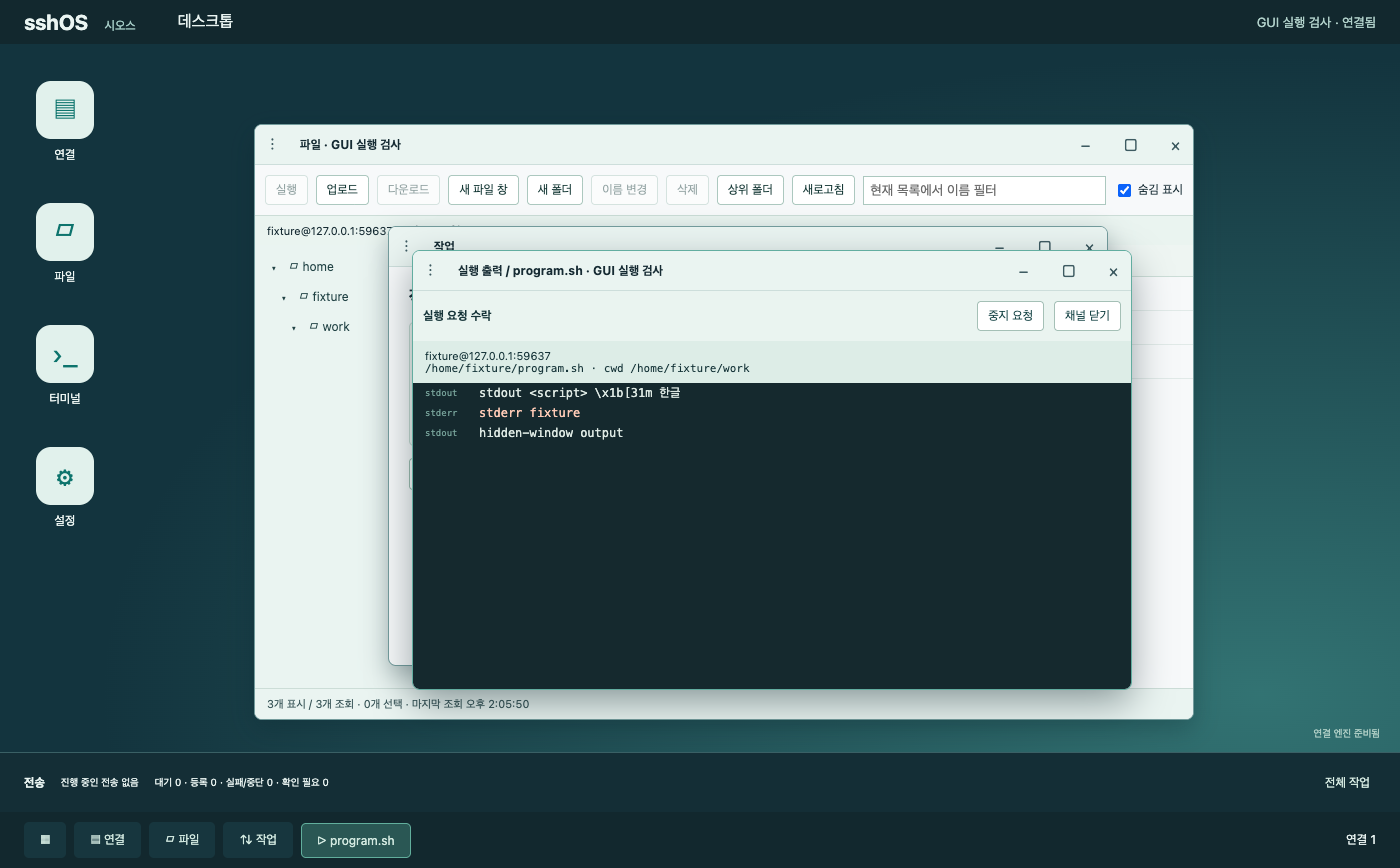 sshOS 시오스 데스크톱 GUI 실행 검사 · 연결됨
연결
파일
터미널
설정
파일 · GUI 실행 검사
실행 업로드 다운로드 새 파일 창 새 폴더 이름 변경 삭제 상위 폴더 새로고침 현재 목록에서 이름 필터 숨김 표시
fixture@127.0.0.1:59637
home
fixture
work
작업
실행 출력 / program.sh · GUI 실행 검사
실행 요청 수락 중지 요청 채널 닫기
fixture@127.0.0.1:59637
/home/fixture/program.sh · cwd /home/fixture/work
stdout stdout <script> \x1b[31m 한글
stderr stderr fixture
stdout hidden-window output
3개 표시 / 3개 조회 · 0개 선택 · 마지막 조회 오후 2:05:50
연결 엔진 준비됨
전송 진행 중인 전송 없음 대기 0 · 등록 0 · 실패/중단 0 · 확인 필요 0 전체 작업
연결 파일 작업 program.sh 연결 1